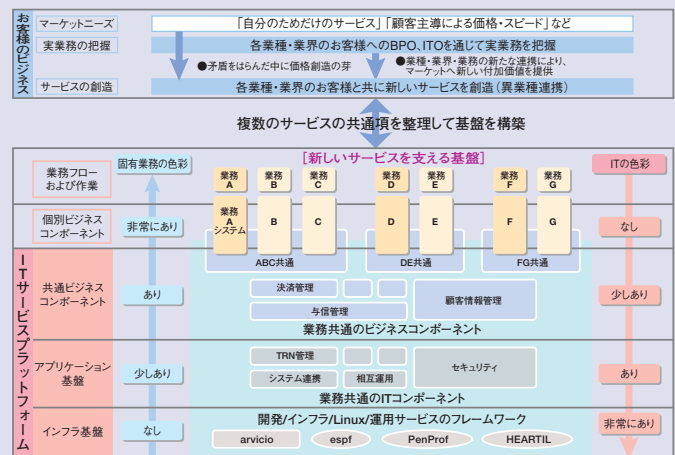 お客様のビジネス
マーケットニーズ
「自分のためだけのサービス」「顧客主導による価格・スピード」など
実業務の把握
各業種・業界のお客様へのBPO、ITOを通じて実業務を把握
●矛盾をはらんだ中に価格創造の芽
●業種・業界・業務の新たな連携により、
マーケットへ新しい付加価値を提供
サービスの創造
各業種・業界のお客様と共に新しいサービスを創造（異業種連携）
複数のサービスの共通項を整理して基盤を構築
［新しいサービスを支える基盤］
業務フロー
および作業
固有業務の色彩
業務
A
業務
B
業務
C
業務
D
業務
E
業務
F
業務
G
ITの色彩
個別ビジネス
コンポーネント
非常にあり
業務
A
システム
B
C
D
E
F
G
なし
ABC共通
DE共通
FG共通
ITサービスプラットフォーム
共通ビジネス
コンポーネント
あり
決済管理
与信管理
顧客情報管理
少しあり
業務共通のビジネスコンポーネント
アプリケーション
基盤
少しあり
TRN管理
システム連携
相互運用
セキュリティ
あり
業務共通のITコンポーネント
インフラ基盤
なし
開発/インフラ/Linux/運用サービスのフレームワーク
arvicio
espf
PenProf
HEARTIL
非常にあり